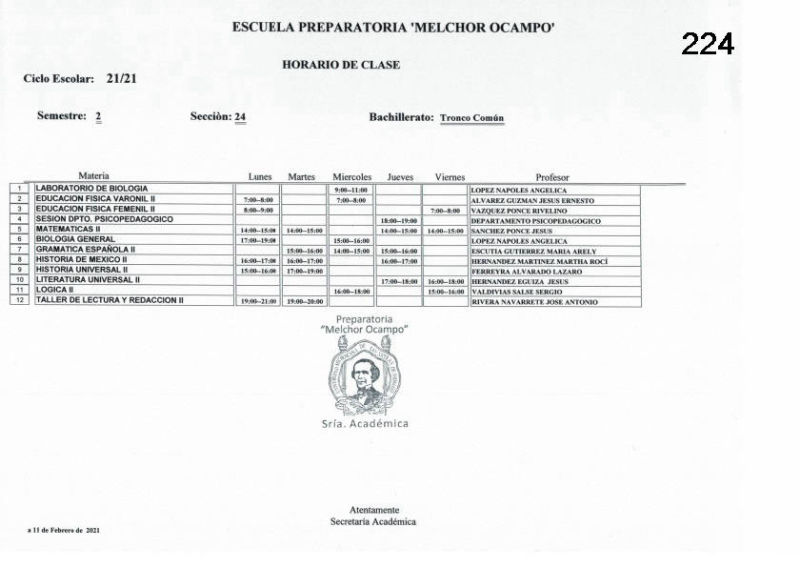 ESCUELA PREPARATORIA 'MELCHOR OCAMPO'
224
HORARIO DE CLASE
Ciclo Escolar: 21/21
Semestre: 2 Secciòn: 24 Bachillerato: Tronco Común
Materia Lunes Martes Miercoles Jueves Viernes Profesor
1 LABORATORIO DE BIOLOGIA 9:00--11:00 LOPEZ NAPOLES ANGELICA
2 EDUCACION FISICA VARONIL II 7:00--8:00 7:00--8:00 ALVAREZ GUZMAN JESUS ERNESTO
3 EDUCACION FISICA FEMENIL II 8:00--9:00 7:00--8:00 VAZQUEZ PONCE RIVELINO
4 SESION DPTO. PSICOPEDAGOGICO 18:00--19:00 DEPARTAMENTO PSICOPEDAGOGICO
5 MATEMATICAS II 14:00--15:00 14:00--15:00 14:00--15:00 14:00--15:00 SANCHEZ PONCE JESUS
6 BIOLOGIA GENERAL 17:00--19:00 15:00--16:00 LOPEZ NAPOLES ANGELICA
7 GRAMATICA ESPAÑOLA II 15:00--16:00 14:00--15:00 15:00--16:00 ESCUTIA GUTIERREZ MARIA ARELY
8 HISTORIA DE MEXICO II 16:00--17:00 16:00--17:00 16:00--17:00 HERNANDEZ MARTINEZ MARTHA ROCÍ
9 HISTORIA UNIVERSAL II 15:00--16:00 17:00--19:00 FERREYRA ALVARADO LAZARO
10 LITERATURA UNIVERSAL II 17:00--18:00 16:00--18:00 HERNANDEZ EGUIZA JESUS
11 LOGICA II 16:00--18:00 15:00--16:00 VALDIVIAS SALSE SERGIO
12 TALLER DE LECTURA Y REDACCION II 19:00--21:00 19:00--20:00 RIVERA NAVARRETE JOSE ANTONIO
Preparatoria
"Melchor Ocampo"
Sría. Académica
Atentamente
Secretaría Académica
a 11 de Febrero de 2021